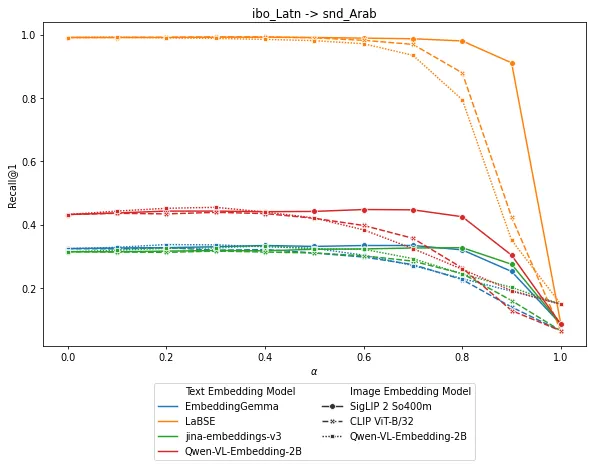 ibo_Latn -> snd_Arab
Recall@1
1.0
0.8
0.6
0.4
0.2
0.0 0.2 0.4 0.6 0.8 1.0
α
Text Embedding Model Image Embedding Model
EmbeddingGemma SigLIP 2 So400m
LaBSE CLIP ViT-B/32
jina-embeddings-v3 Qwen-VL-Embedding-2B
Qwen-VL-Embedding-2B